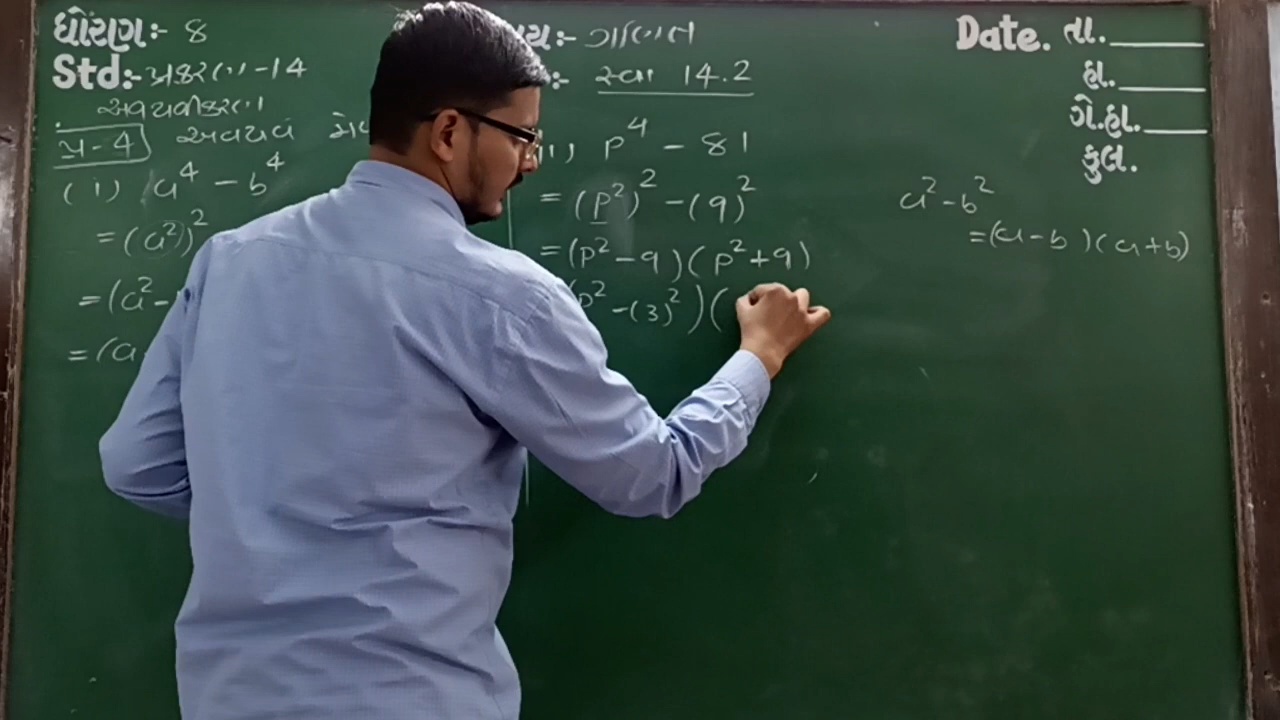 ધોરણ:- 8
Std:- પ્રકરણ-14
અવયવીકરણ
પ્ર-4 અવયવ
(i) a⁴ - b⁴
= (a²)²
= (a² -
= (a
ય:- ગણિત
:- સ્વા 14.2
p⁴ - 81
= (p²)² - (9)²
= (p² - 9)(p² + 9)
p² - (3)²)(
a² - b²
= (a - b)(a + b)
Date. તા.
હા.
ગે.હા.
કુલ.